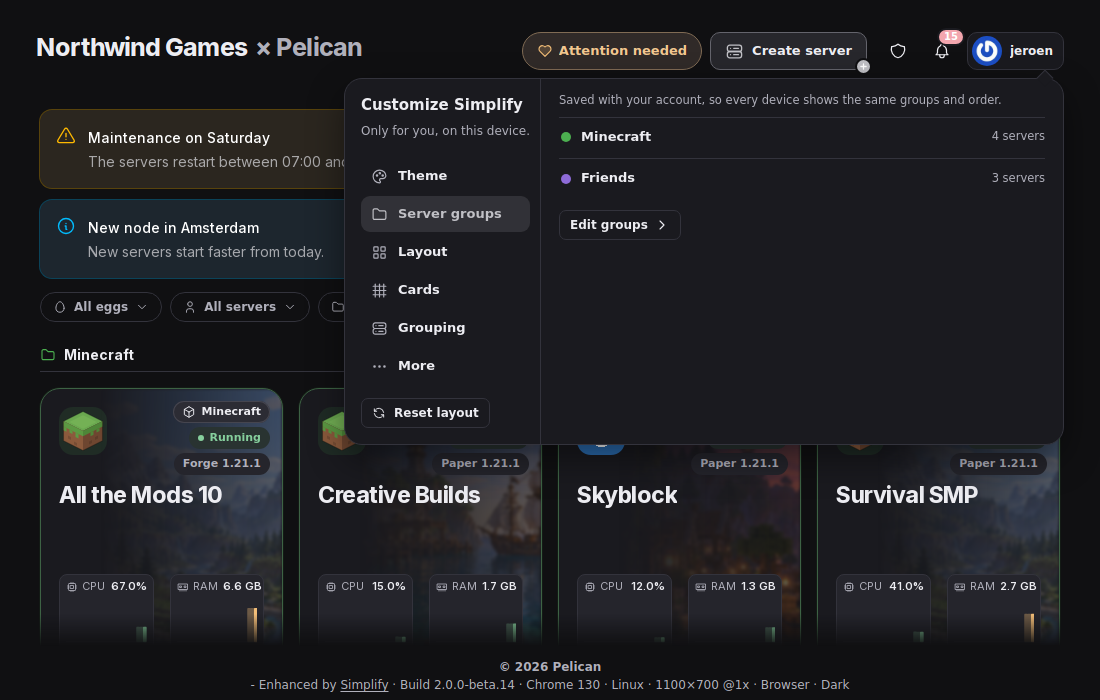 Northwind Games × Pelican
Attention needed
Create server
15
jeroen
Maintenance on Saturday
The servers restart between 07:00 and
New node in Amsterdam
New servers start faster from today.
All eggs
All servers
Customize Simplify
Only for you, on this device.
Theme
Server groups
Layout
Cards
Grouping
More
Reset layout
Saved with your account, so every device shows the same groups and order.
Minecraft 4 servers
Friends 3 servers
Edit groups
Minecraft
Minecraft
Running
Forge 1.21.1
All the Mods 10
CPU 67.0%
RAM 6.6 GB
Paper 1.21.1
Creative Builds
CPU 15.0%
RAM 1.7 GB
Paper 1.21.1
Skyblock
CPU 12.0%
RAM 1.3 GB
Paper 1.21.1
Survival SMP
CPU 41.0%
RAM 2.7 GB
© 2026 Pelican
- Enhanced by Simplify · Build 2.0.0-beta.14 · Chrome 130 · Linux · 1100×700 @1x · Browser · Dark